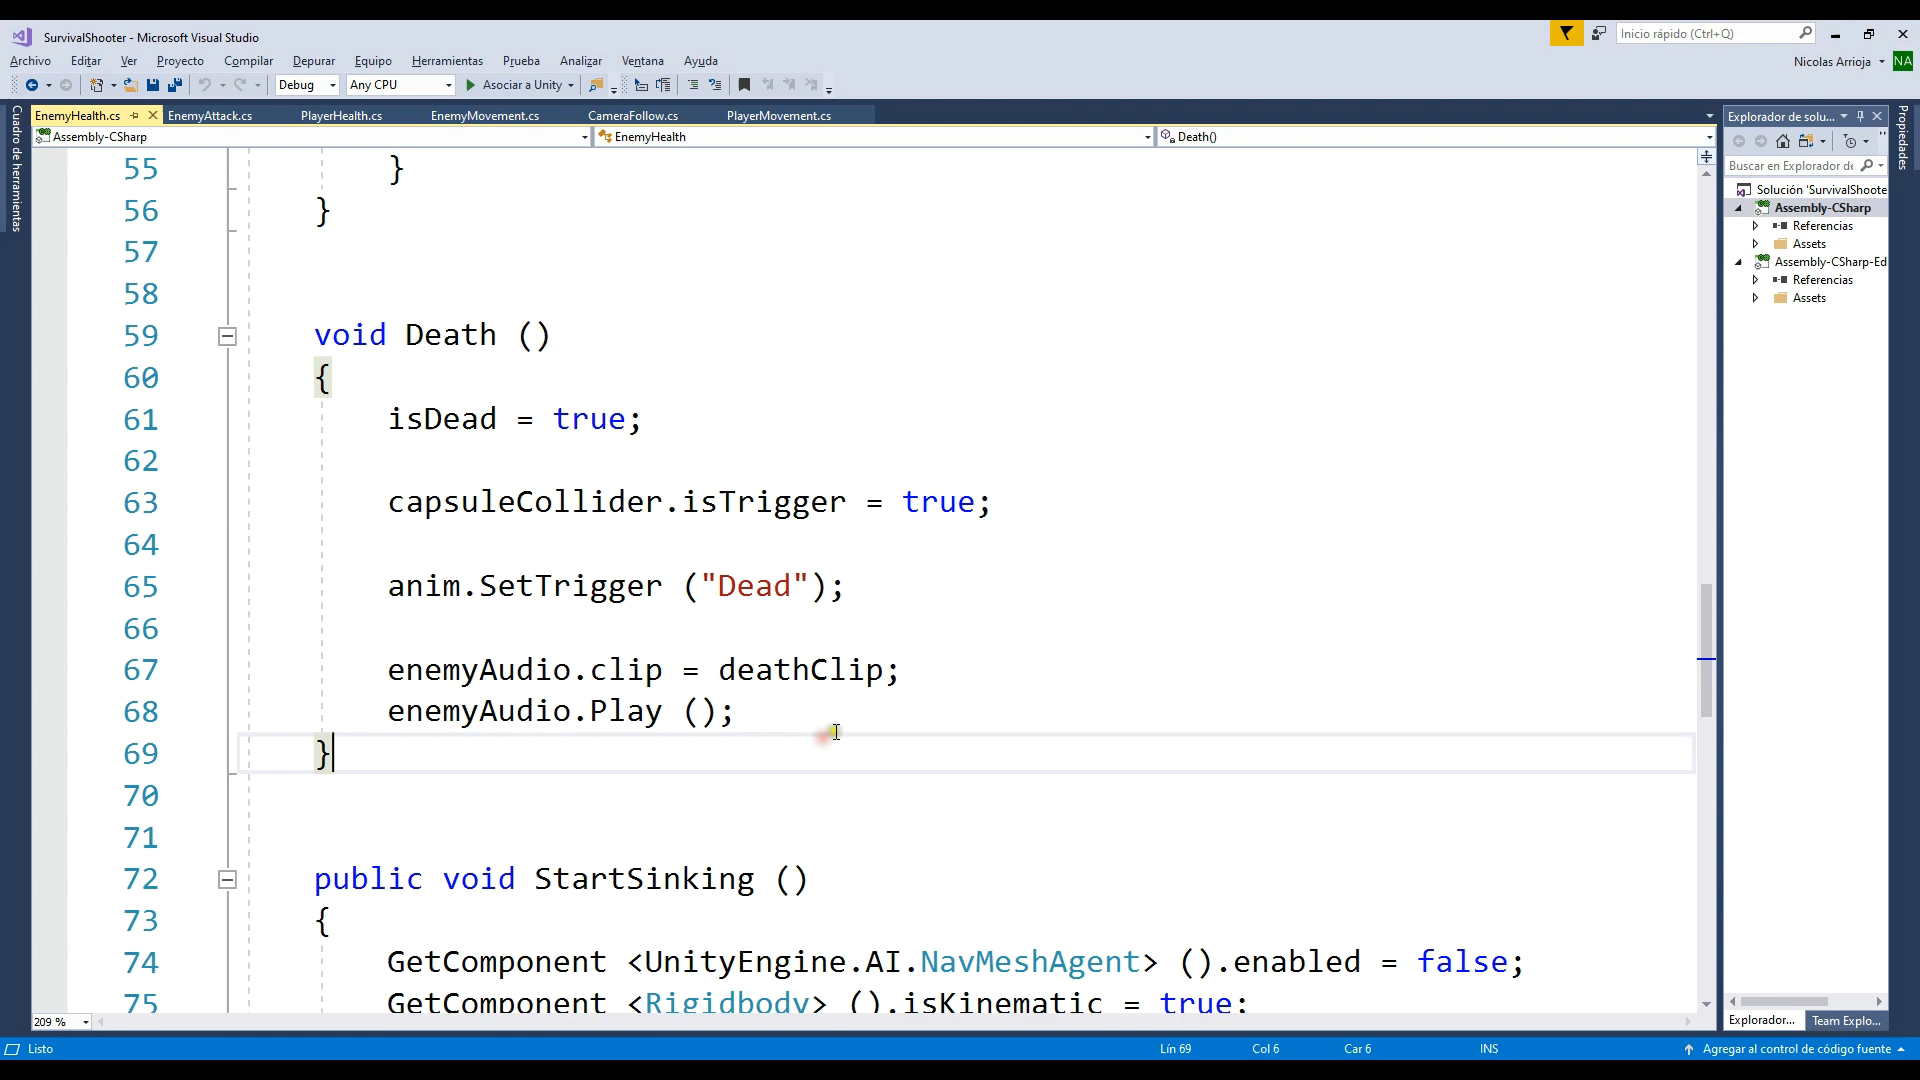 SurvivalShooter - Microsoft Visual Studio
Inicio rápido (Ctrl+Q)
Archivo Editar Ver Proyecto Compilar Depurar Equipo Herramientas Prueba Analizar Ventana Ayuda
Nicolas Arrioja NA
Debug Any CPU Asociar a Unity
EnemyHealth.cs EnemyAttack.cs PlayerHealth.cs EnemyMovement.cs CameraFollow.cs PlayerMovement.cs
Assembly-CSharp EnemyHealth Death()
Cuadro de herramientas
55 }
56 }
57
58
59 void Death ()
60 {
61 isDead = true;
62
63 capsuleCollider.isTrigger = true;
64
65 anim.SetTrigger ("Dead");
66
67 enemyAudio.clip = deathClip;
68 enemyAudio.Play ();
69 }
70
71
72 public void StartSinking ()
73 {
74 GetComponent <UnityEngine.AI.NavMeshAgent> ().enabled = false;
75 GetComponent <Rigidbody> ().isKinematic = true;
209 %
Explorador de solu...
Buscar en Explorador de
Solución 'SurvivalShoote
Assembly-CSharp
Referencias
Assets
Assembly-CSharp-Ed
Referencias
Assets
Explorador... Team Explo...
Propiedades
Listo Lín 69 Col 6 Car 6 INS Agregar al control de código fuente